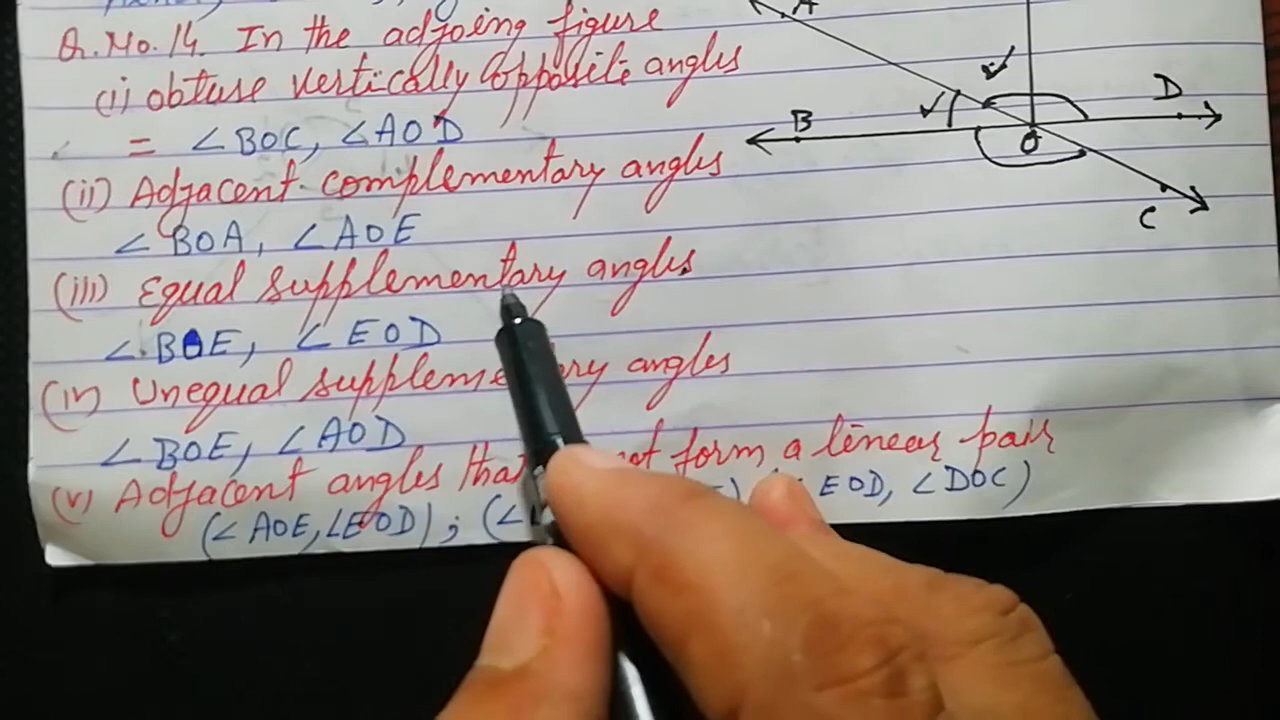 Q.No.14. In the adjoing figure
(i) obtuse vertically opposite angles
= ∠BOC, ∠AOD
(ii) Adjacent complementary angles
∠BOA, ∠AOE
(iii) Equal supplementary angles
∠BOE, ∠EOD
(iv) Unequal supplementary angles
∠BOE, ∠AOD
(v) Adjacent angles that form a linear pair
(∠AOE, ∠EOD); (∠ EOD, ∠DOC)
A
B
D
O
C